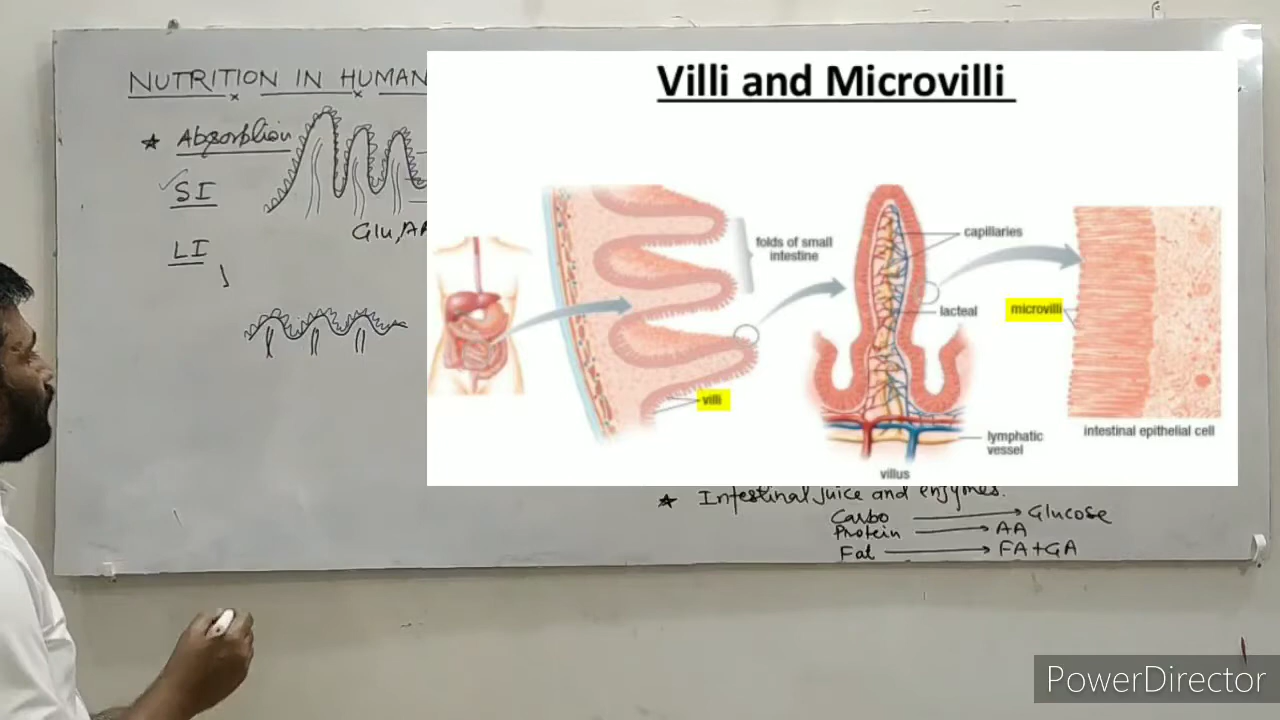 NUTRITION IN HUMAN
Villi and Microvilli
★ Absorption
SI
LI
Glu, AA
folds of small
intestine
capillaries
lacteal
microvilli
villi
intestinal epithelial cell
lymphatic
vessel
villus
★ Intestinal juice and enzymes.
Carbo → Glucose
Protein → AA
Fat → FA+GA
PowerDirector